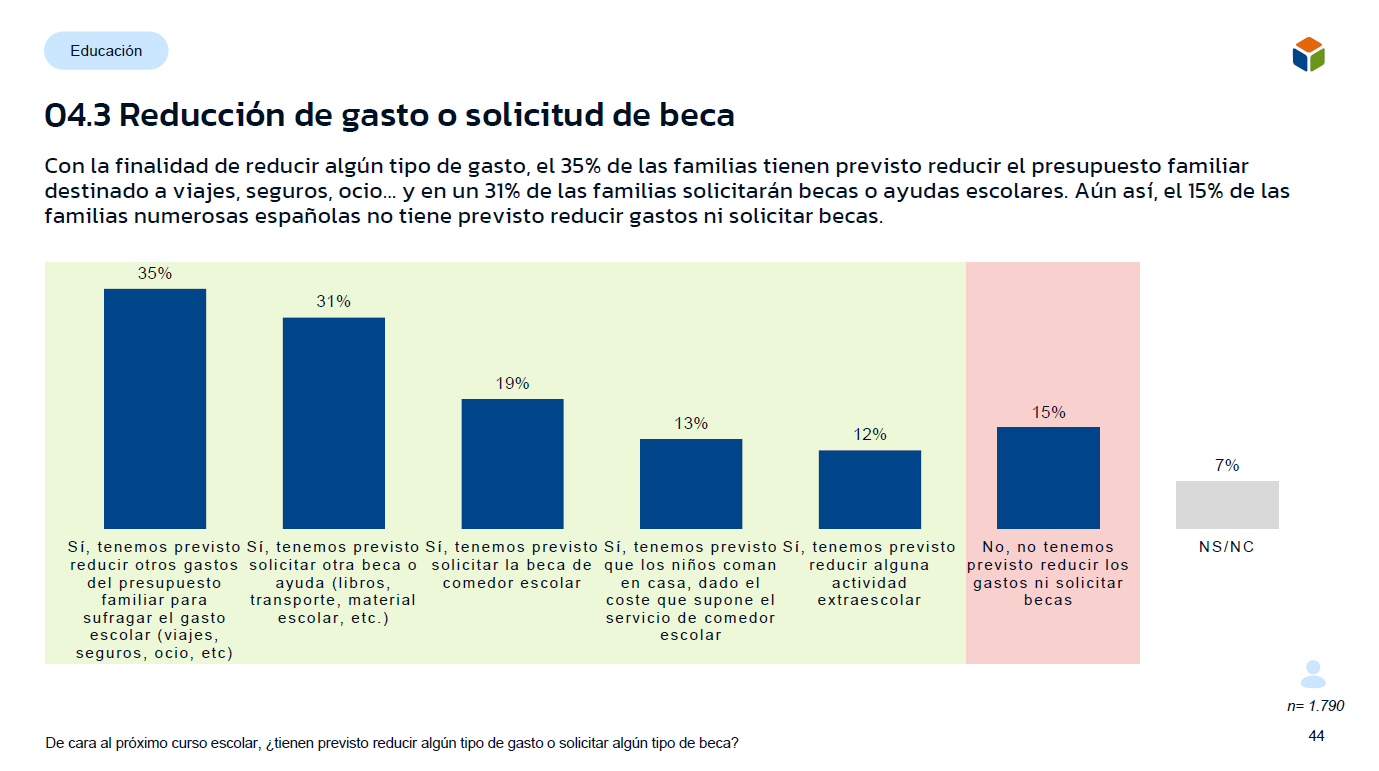 Educación
04.3 Reducción de gasto o solicitud de beca
Con la finalidad de reducir algún tipo de gasto, el 35% de las familias tienen previsto reducir el presupuesto familiar
destinado a viajes, seguros, ocio... y en un 31% de las familias solicitarán becas o ayudas escolares. Aún así, el 15% de las
familias numerosas españolas no tiene previsto reducir gastos ni solicitar becas.
35%
31%
19%
13%
12%
15%
7%
Sí, tenemos previsto
reducir otros gastos
del presupuesto
familiar para
sufragar el gasto
escolar (viajes,
seguros, ocio, etc)
Sí, tenemos previsto
solicitar otra beca o
ayuda (libros,
transporte, material
escolar, etc.)
Sí, tenemos previsto
solicitar la beca de
comedor escolar
Sí, tenemos previsto
que los niños coman
en casa, dado el
coste que supone el
servicio de comedor
escolar
Sí, tenemos previsto
reducir alguna
actividad
extraescolar
No, no tenemos
previsto reducir los
gastos ni solicitar
becas
NS/NC
n= 1.790
De cara al próximo curso escolar, ¿tienen previsto reducir algún tipo de gasto o solicitar algún tipo de beca?
44